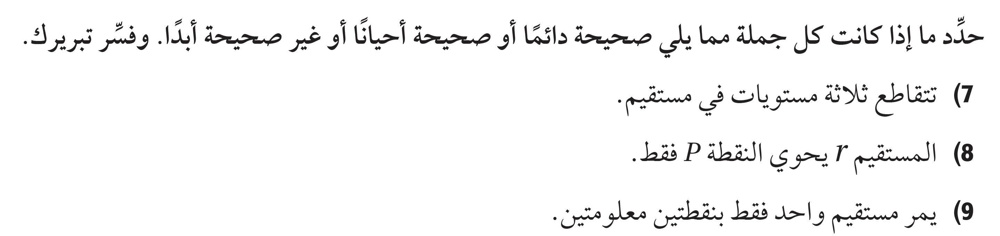 حدِّد ما إذا كانت كل جملة مما يلي صحيحة دائمًا أو صحيحة أحيانًا أو غير صحيحة أبدًا. وفسِّر تبريرك.
7) تتقاطع ثلاثة مستويات في مستقيم.
8) المستقيم r يحوي النقطة P فقط.
9) يمر مستقيم واحد فقط بنقطتين معلومتين.